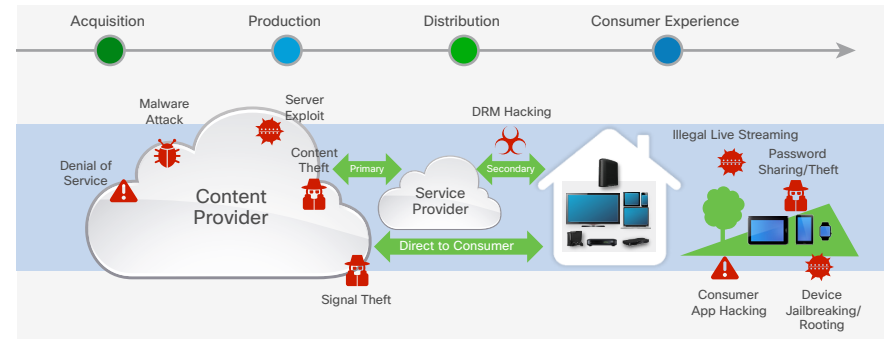 Acquisition
Production
Distribution
Consumer Experience
Malware
Attack
Server
Exploit
DRM Hacking
Denial of
Service
Content
Theft
Content
Provider
Primary
Service
Provider
Secondary
Direct to Consumer
Signal Theft
Illegal Live Streaming
Password
Sharing/Theft
Consumer
App Hacking
Device
Jailbreaking/
Rooting